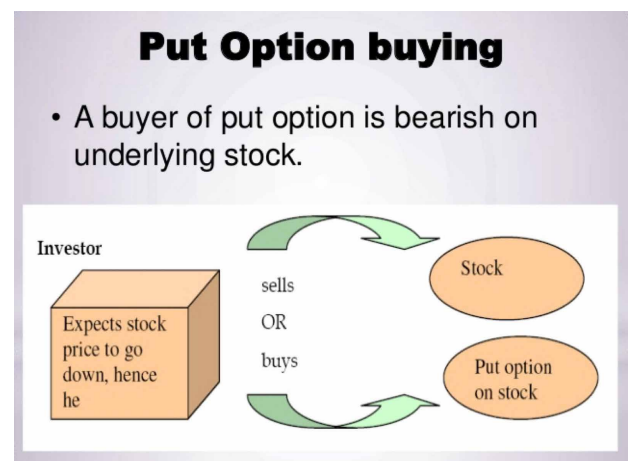 Put Option buying
• A buyer of put option is bearish on
underlying stock.
Investor
Expects stock
price to go
down, hence
he
sells
OR
buys
Stock
Put option
on stock